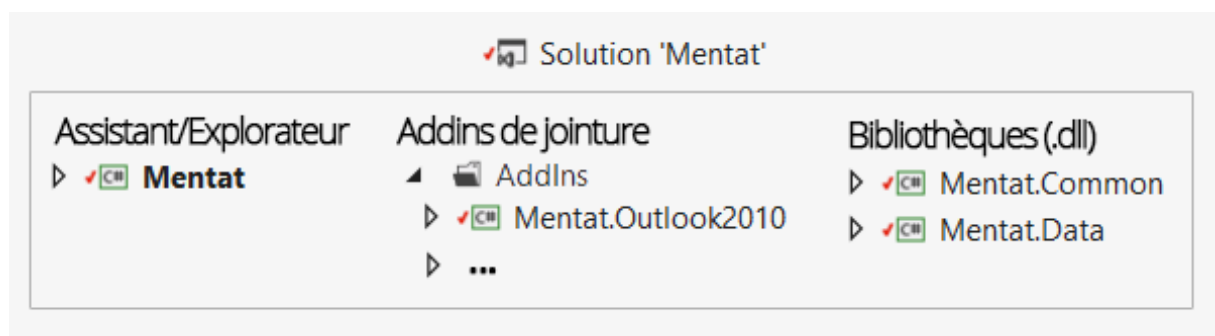 Solution 'Mentat'
Assistant/Explorateur
C# Mentat
Addins de jointure
AddIns
C# Mentat.Outlook2010
...
Bibliothèques (.dll)
C# Mentat.Common
C# Mentat.Data